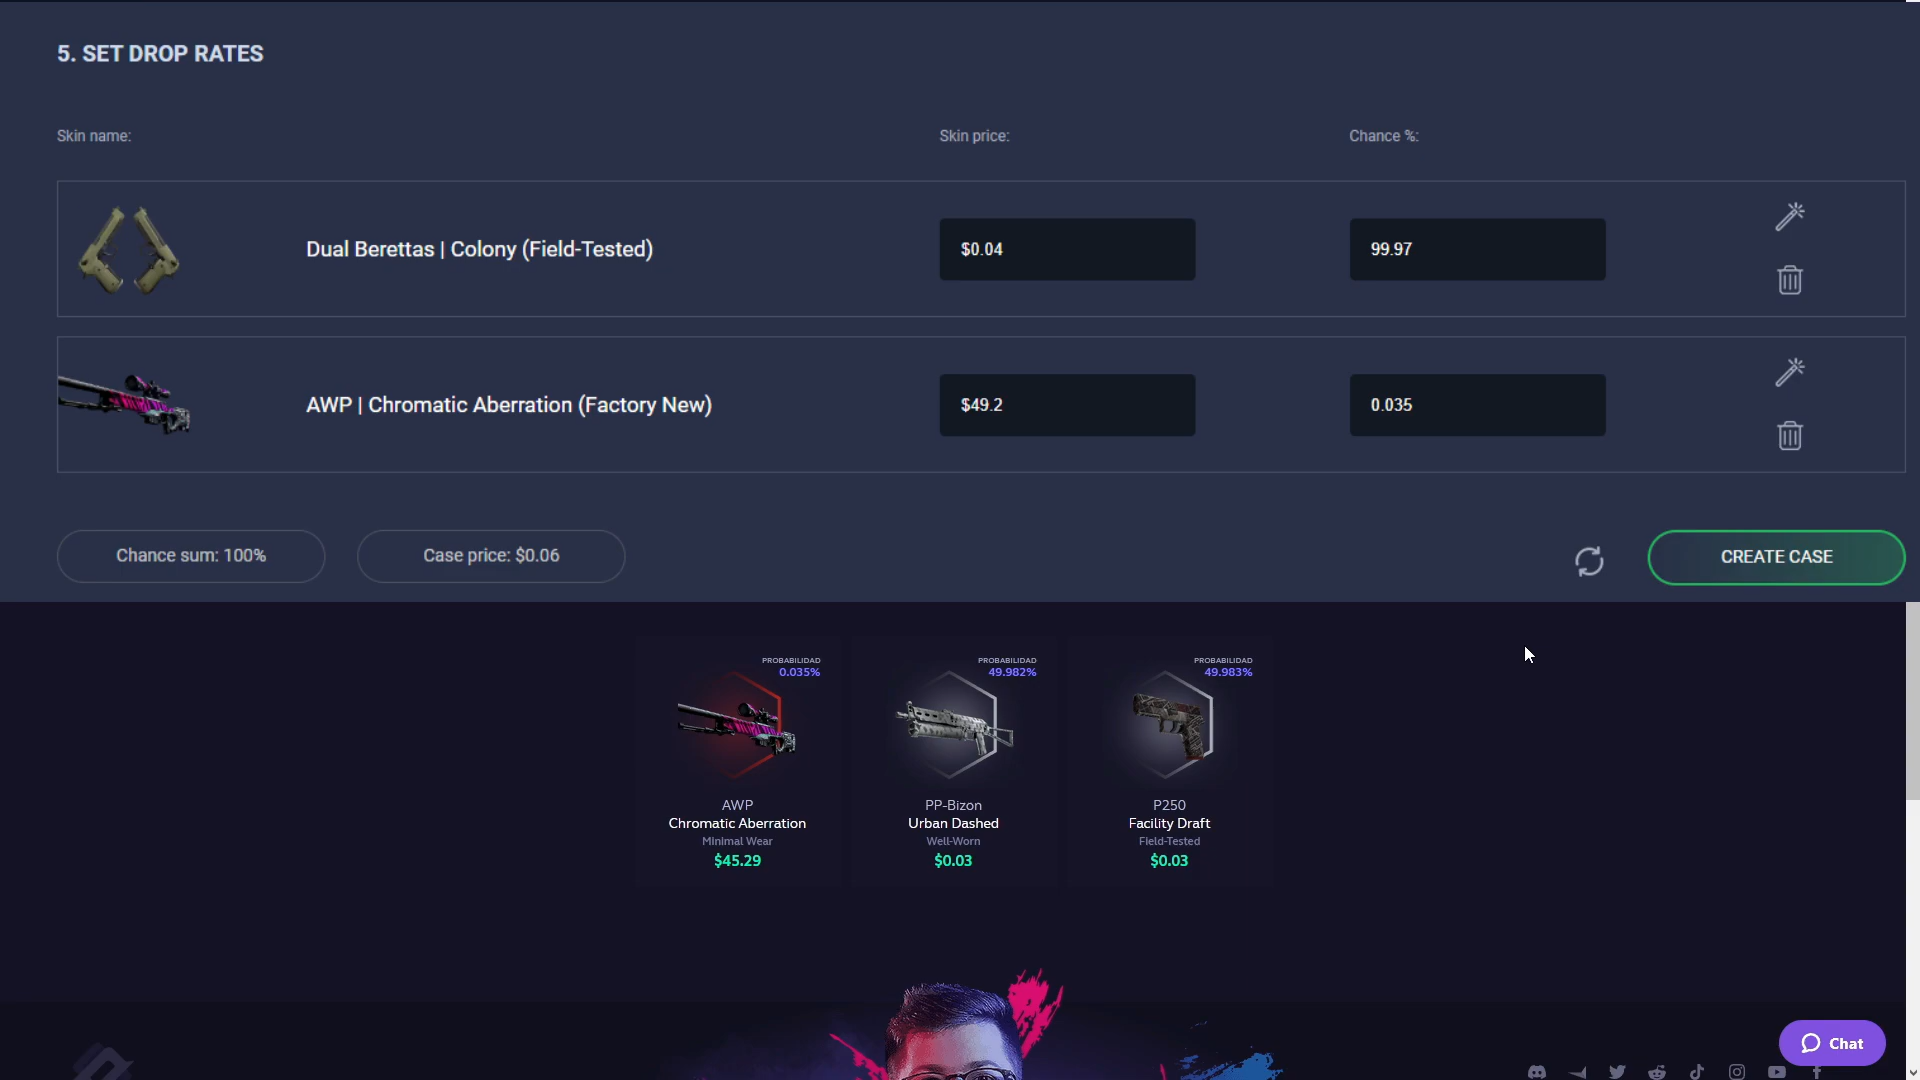 5. SET DROP RATES
Skin name:
Skin price:
Chance %:
Dual Berettas | Colony (Field-Tested)
$0.04
99.97
AWP | Chromatic Aberration (Factory New)
$49.2
0.035
Chance sum: 100%
Case price: $0.06
CREATE CASE
PROBABILIDAD
0.035%
AWP
Chromatic Aberration
Minimal Wear
$45.29
PROBABILIDAD
49.982%
PP-Bizon
Urban Dashed
Well-Worn
$0.03
PROBABILIDAD
49.983%
P250
Facility Draft
Field-Tested
$0.03
Chat